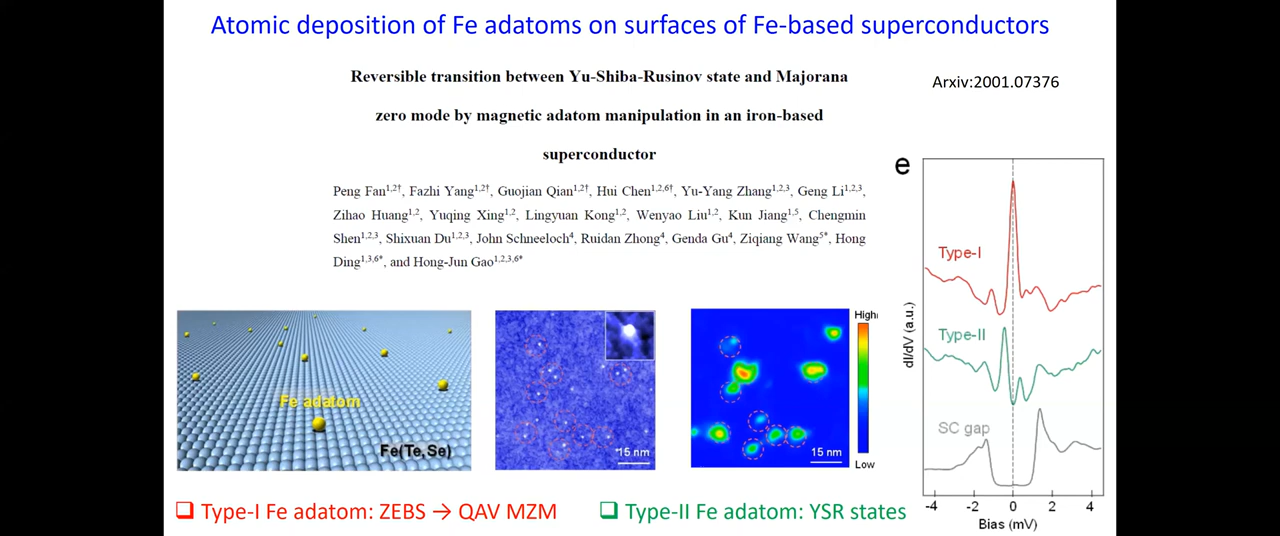 Atomic deposition of Fe adatoms on surfaces of Fe-based superconductors
Reversible transition between Yu-Shiba-Rusinov state and Majorana
zero mode by magnetic adatom manipulation in an iron-based
superconductor
Arxiv:2001.07376
Peng Fan1,2†, Fazhi Yang1,2†, Guojian Qian1,2†, Hui Chen1,2,6†, Yu-Yang Zhang1,2,3, Geng Li1,2,3,
Zihao Huang1,2, Yuqing Xing1,2, Lingyuan Kong1,2, Wenyao Liu1,2, Kun Jiang1,5, Chengmin
Shen1,2,3, Shixuan Du1,2,3, John Schneeloch4, Ruidan Zhong4, Genda Gu4, Ziqiang Wang5*, Hong
Ding1,3,6*, and Hong-Jun Gao1,2,3,6*
Fe adatom
Fe(Te,Se)
15 nm
15 nm
High
Low
e
Type-I
Type-II
SC gap
dI/dV (a.u.)
-4 -2 0 2 4
Bias (mV)
❑ Type-I Fe adatom: ZEBS → QAV MZM
❑ Type-II Fe adatom: YSR states